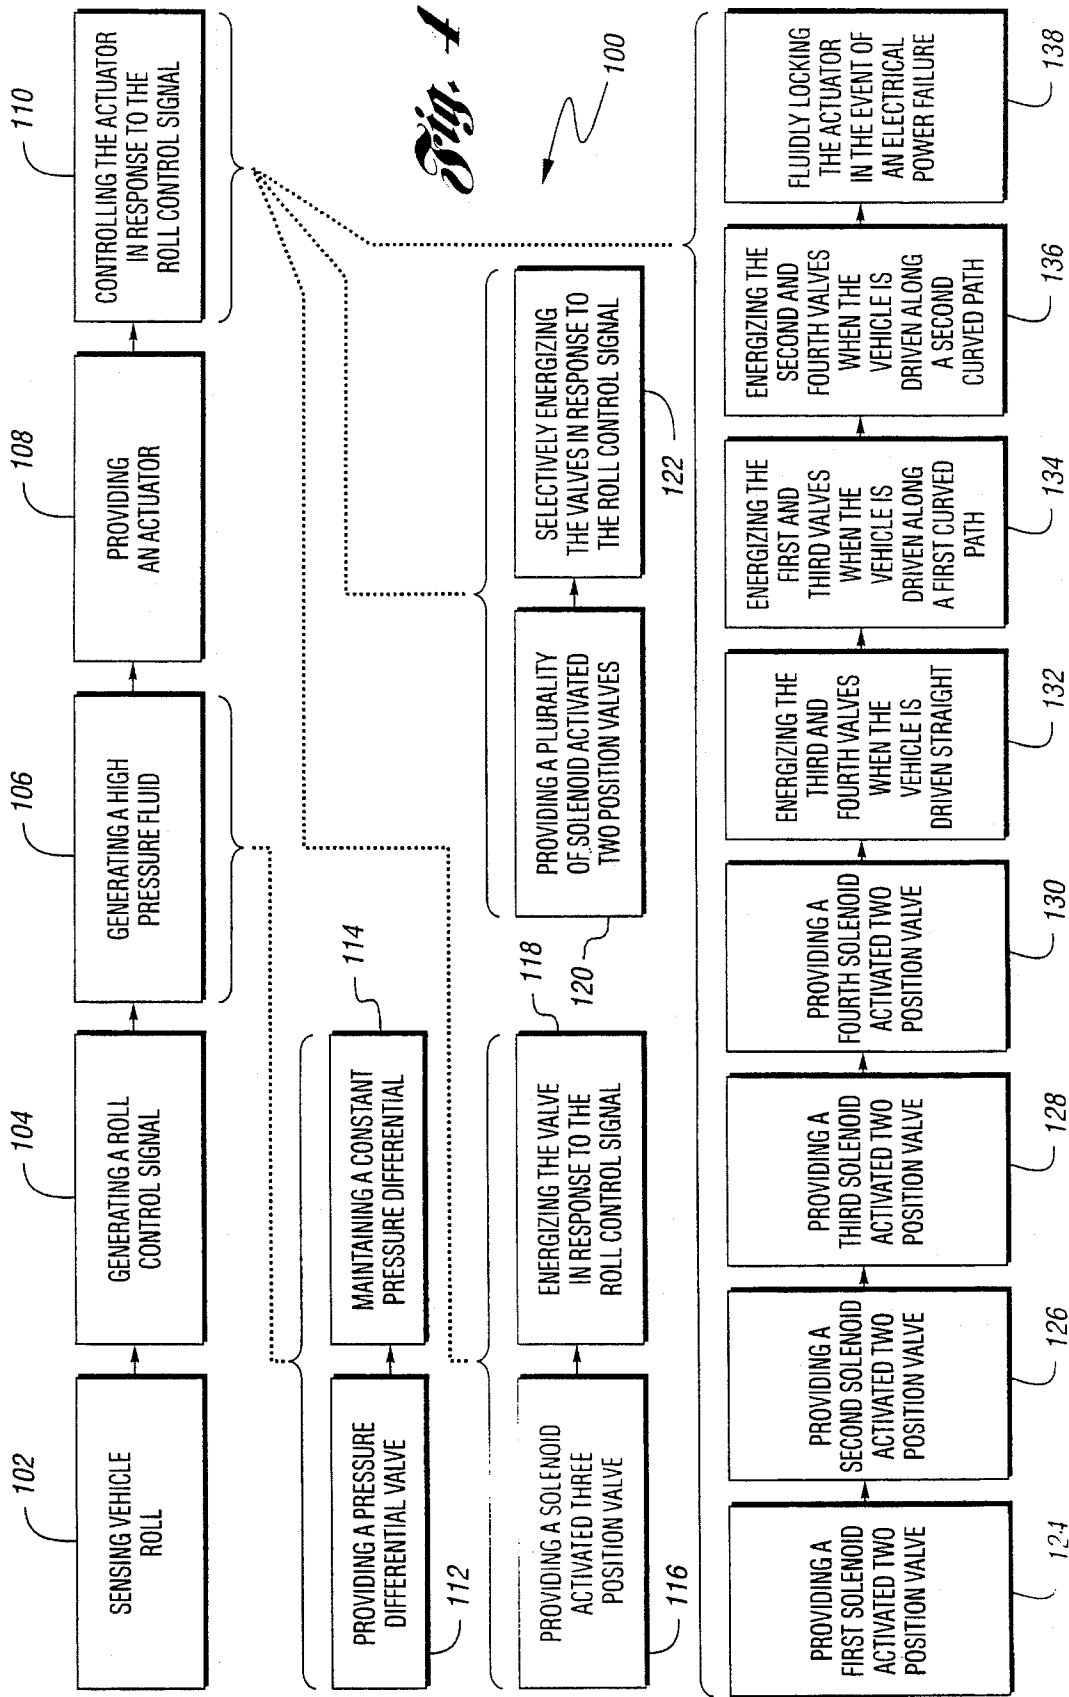 Fig. 4
100
102
SENSING VEHICLE
ROLL
104
GENERATING A ROLL
CONTROL SIGNAL
106
GENERATING A HIGH
PRESSURE FLUID
108
PROVIDING
AN ACTUATOR
110
CONTROLLING THE ACTUATOR
IN RESPONSE TO THE
ROLL CONTROL SIGNAL
PROVIDING A PRESSURE
DIFFERENTIAL VALVE
112
MAINTAINING A CONSTANT
PRESSURE DIFFERENTIAL
114
PROVIDING A SOLENOID
ACTIVATED THREE
POSITION VALVE
116
ENERGIZING THE VALVE
IN RESPONSE TO THE
ROLL CONTROL SIGNAL
118
PROVIDING A PLURALITY
OF SOLENOID ACTIVATED
TWO POSITION VALVES
120
SELECTIVELY ENERGIZING
THE VALVES IN RESPONSE TO
THE ROLL CONTROL SIGNAL
122
PROVIDING A
FIRST SOLENOID
ACTIVATED TWO
POSITION VALVE
124
PROVIDING A
SECOND SOLENOID
ACTIVATED TWO
POSITION VALVE
126
PROVIDING A
THIRD SOLENOID
ACTIVATED TWO
POSITION VALVE
128
PROVIDING A
FOURTH SOLENOID
ACTIVATED TWO
POSITION VALVE
130
ENERGIZING THE
THIRD AND
FOURTH VALVES
WHEN THE
VEHICLE IS
DRIVEN STRAIGHT
132
ENERGIZING THE
FIRST AND
THIRD VALVES
WHEN THE
VEHICLE IS
DRIVEN ALONG
A FIRST CURVED
PATH
134
ENERGIZING THE
SECOND AND
FOURTH VALVES
WHEN THE
VEHICLE IS
DRIVEN ALONG
A SECOND
CURVED PATH
136
FLUIDLY LOCKING
THE ACTUATOR
IN THE EVENT OF
AN ELECTRICAL
POWER FAILURE
138